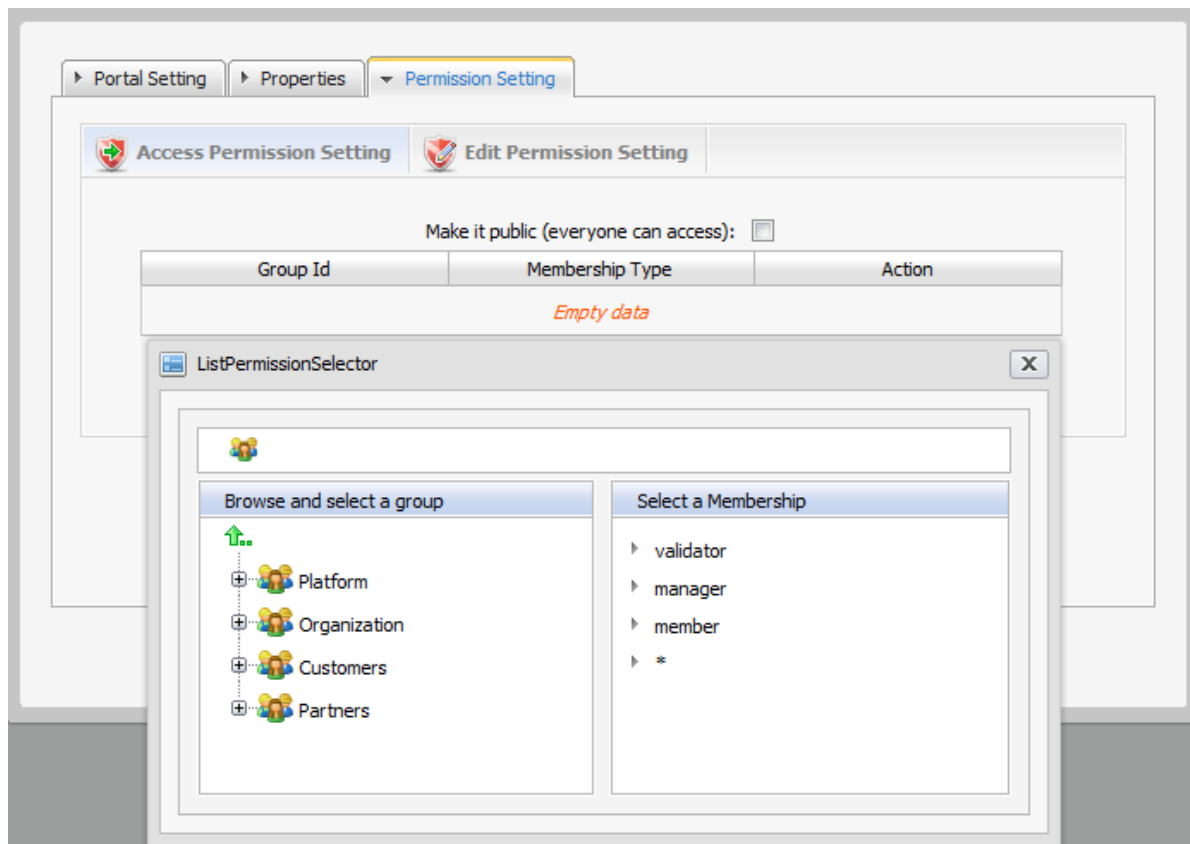 Portal Setting Properties Permission Setting
Access Permission Setting Edit Permission Setting
Make it public (everyone can access):
Group Id Membership Type Action
Empty data
ListPermissionSelector
Browse and select a group
Platform
Organization
Customers
Partners
Select a Membership
validator
manager
member
*